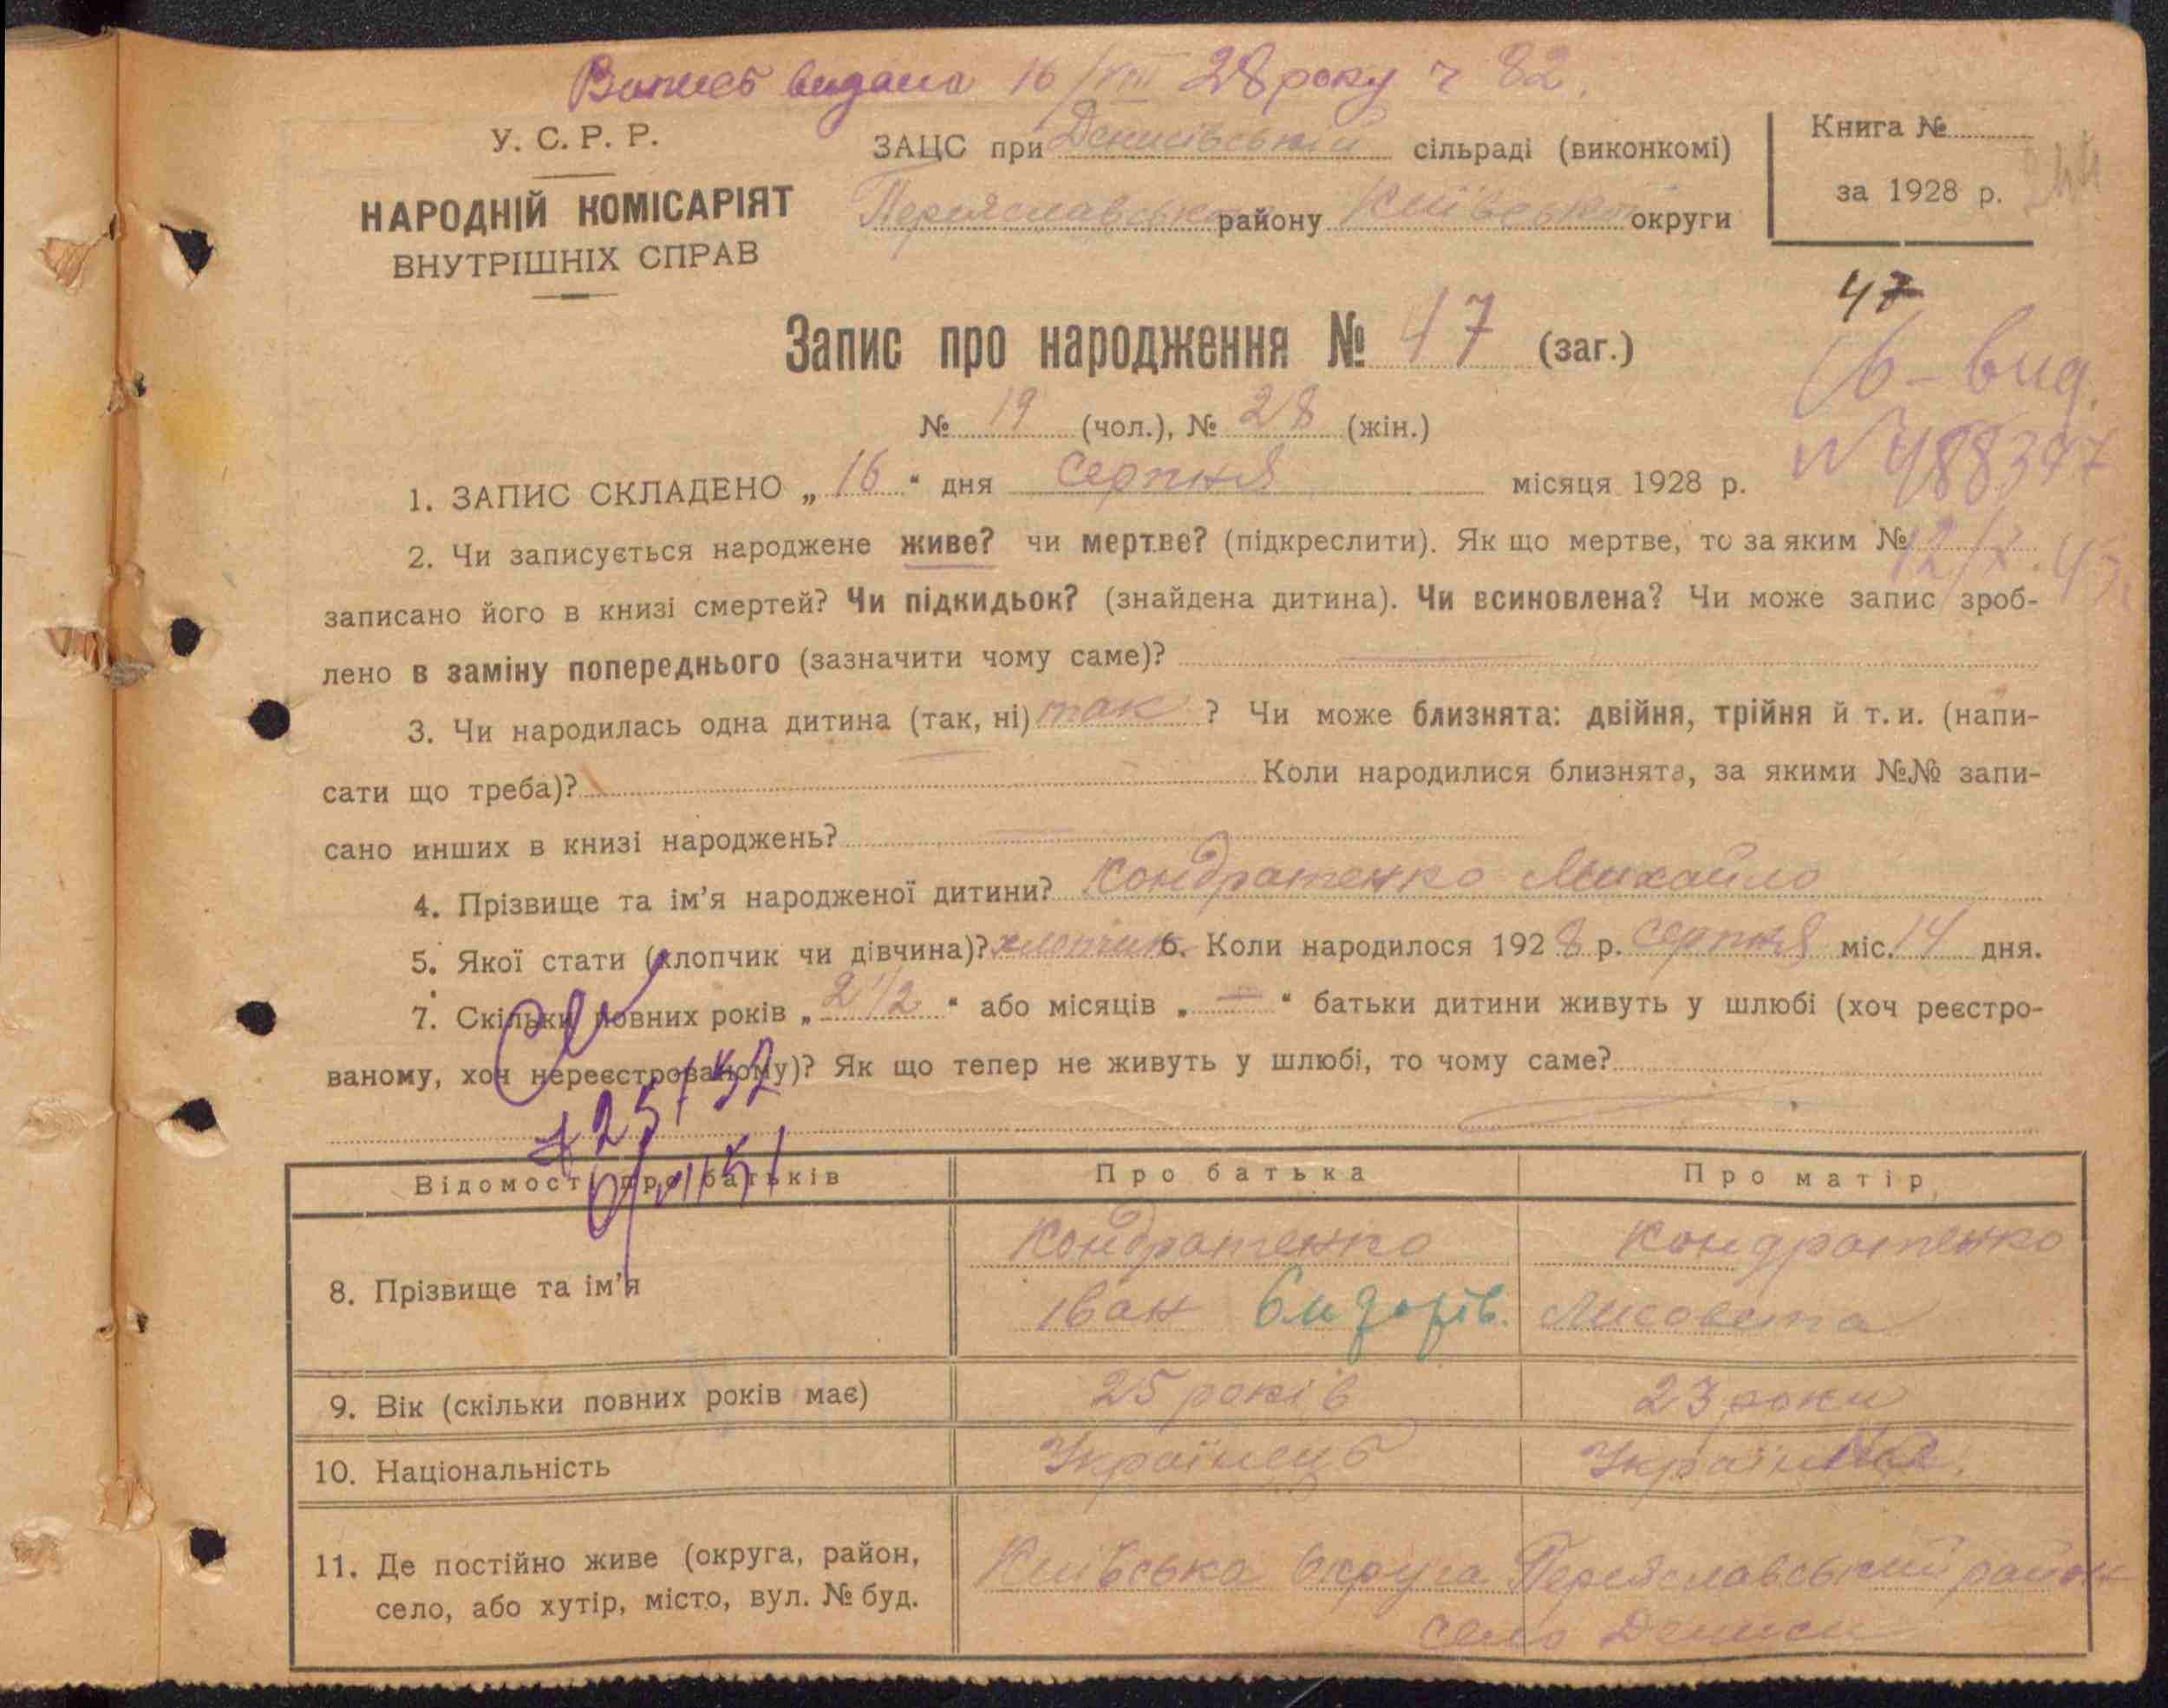 Выпись видана 16/VIII 28 року ч 82.
У. С. Р. Р.
НАРОДНІЙ КОМІСАРІЯТ
ВНУТРІШНІХ СПРАВ
ЗАЦС при Денисівській сільраді (виконкомі)
Переяславського району Київської округи
Книга №
за 1928 р.
244
47
Запис про народження № 47 (заг.)
№ 19 (чол.), № 28 (жін.)
вид.
N 488397
1. ЗАПИС СКЛАДЕНО „16“ дня серпня місяця 1928 р.
2. Чи записується народжене живе? чи мертве? (підкреслити). Як що мертве, то за яким №
записано його в книзі смертей? Чи підкидьок? (знайдена дитина). Чи всиновлена? Чи може запис зроб-
лено в заміну попереднього (зазначити чому саме)?
3. Чи народилась одна дитина (так, ні) так ? Чи може близнята: двійня, трійня й т. и. (напи-
сати що треба)? Коли народилися близнята, за якими №№ запи-
сано инших в книзі народжень?
4. Прізвище та ім'я народженої дитини? Кондратенко Михайло
5. Якої стати (хлопчик чи дівчина)? хлопчик 6. Коли народилося 1928 р. серпня міс. 14 дня.
7. Скільки повних років „2 1/2“ або місяців „—“ батьки дитини живуть у шлюбі (хоч реєстро-
ваному, хоч нереєстрованому)? Як що тепер не живуть у шлюбі, то чому саме?
Відомості про батьків Про батька Про матір
8. Прізвище та ім'я Кондратенко Іван Сидорів. Кондратенко Лисавета
9. Вік (скільки повних років має) 25 років 23 роки
10. Національність Українець Українка.
11. Де постійно живе (округа, район, Київська округа Переяславський район
село, або хутір, місто, вул. № буд. село Дениси